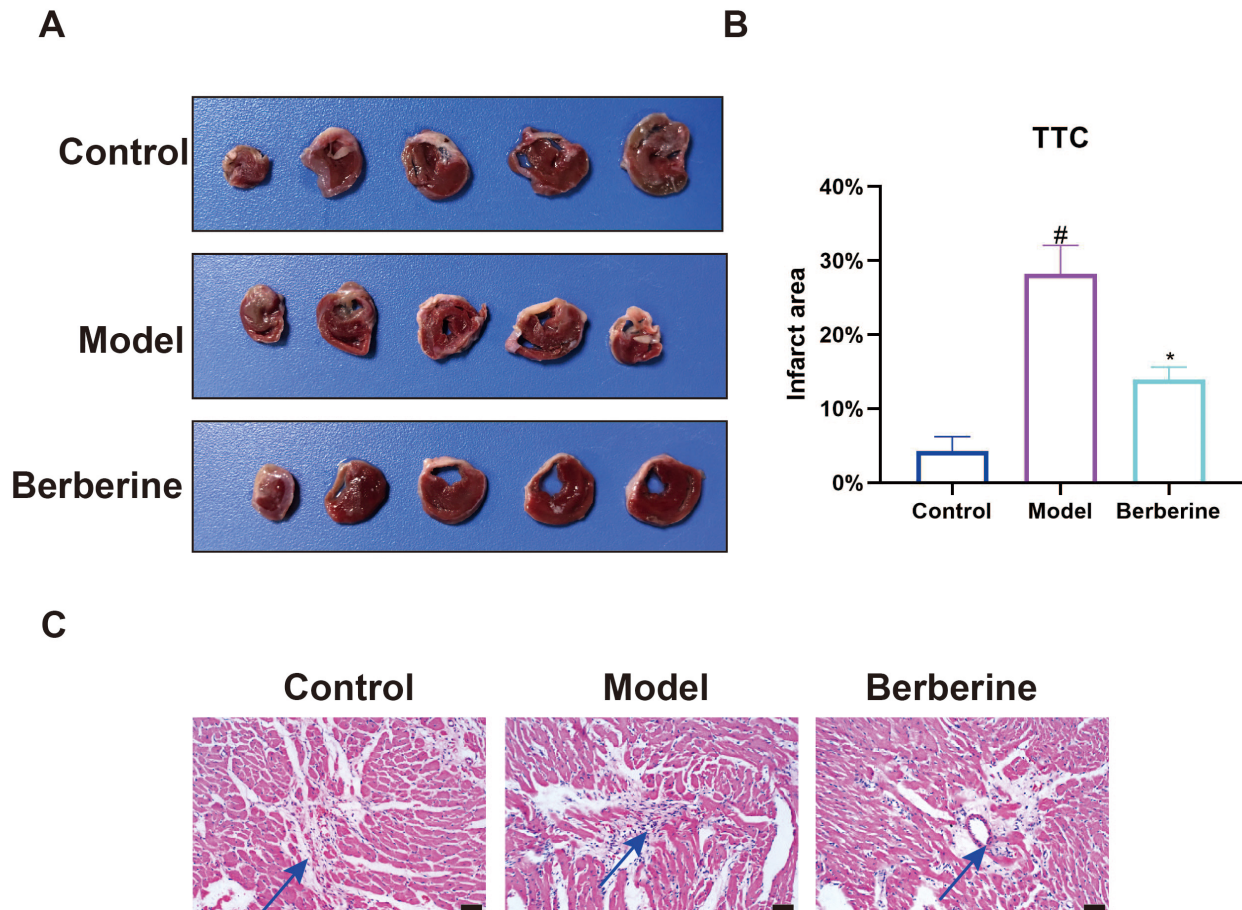 A
Control
Model
Berberine
B
TTC
Infarct area
40%
30%
20%
10%
0%
#
*
Control Model Berberine
C
Control Model Berberine